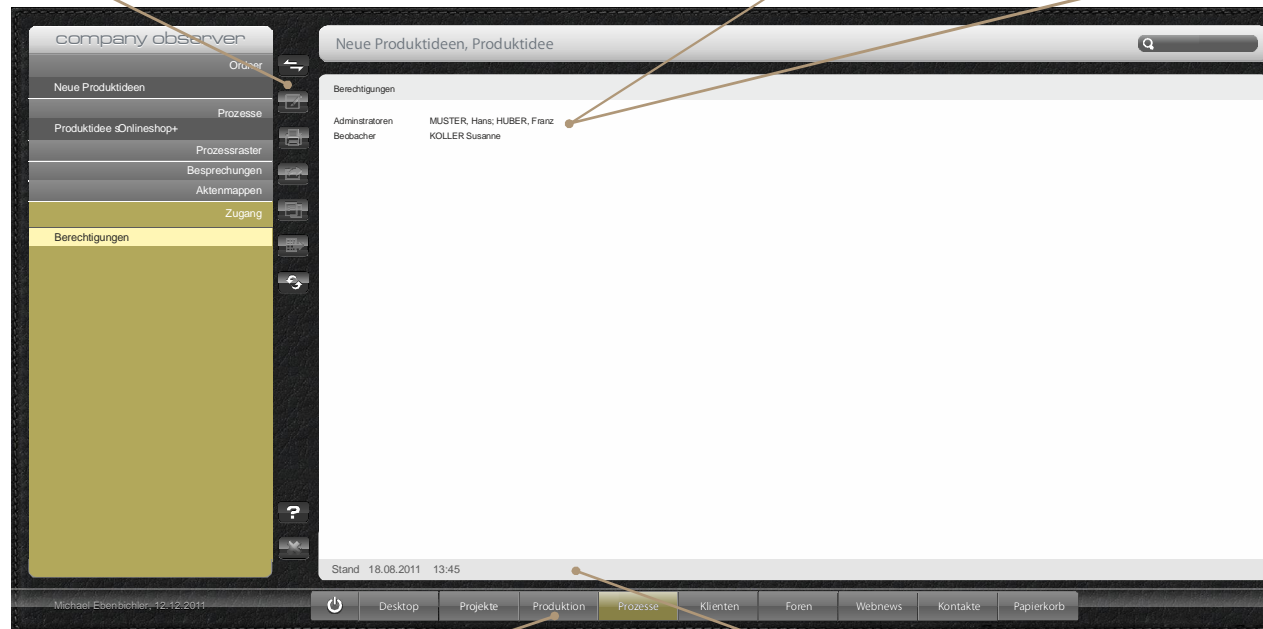 company observer
Ordner
Neue Produktideen
Prozesse
Produktidee sOnlineshop+
Prozessraster
Besprechungen
Aktenmappen
Zugang
Berechtigungen
Neue Produktideen, Produktidee
Berechtigungen
Adminstratoren MUSTER, Hans; HUBER, Franz
Beobacher KOLLER Susanne
?
Stand 18.08.2011 13:45
Michael Ebenbichler, 12.12.2011
Desktop Projekte Produktion Prozesse Klienten Foren Webnews Kontakte Papierkorb